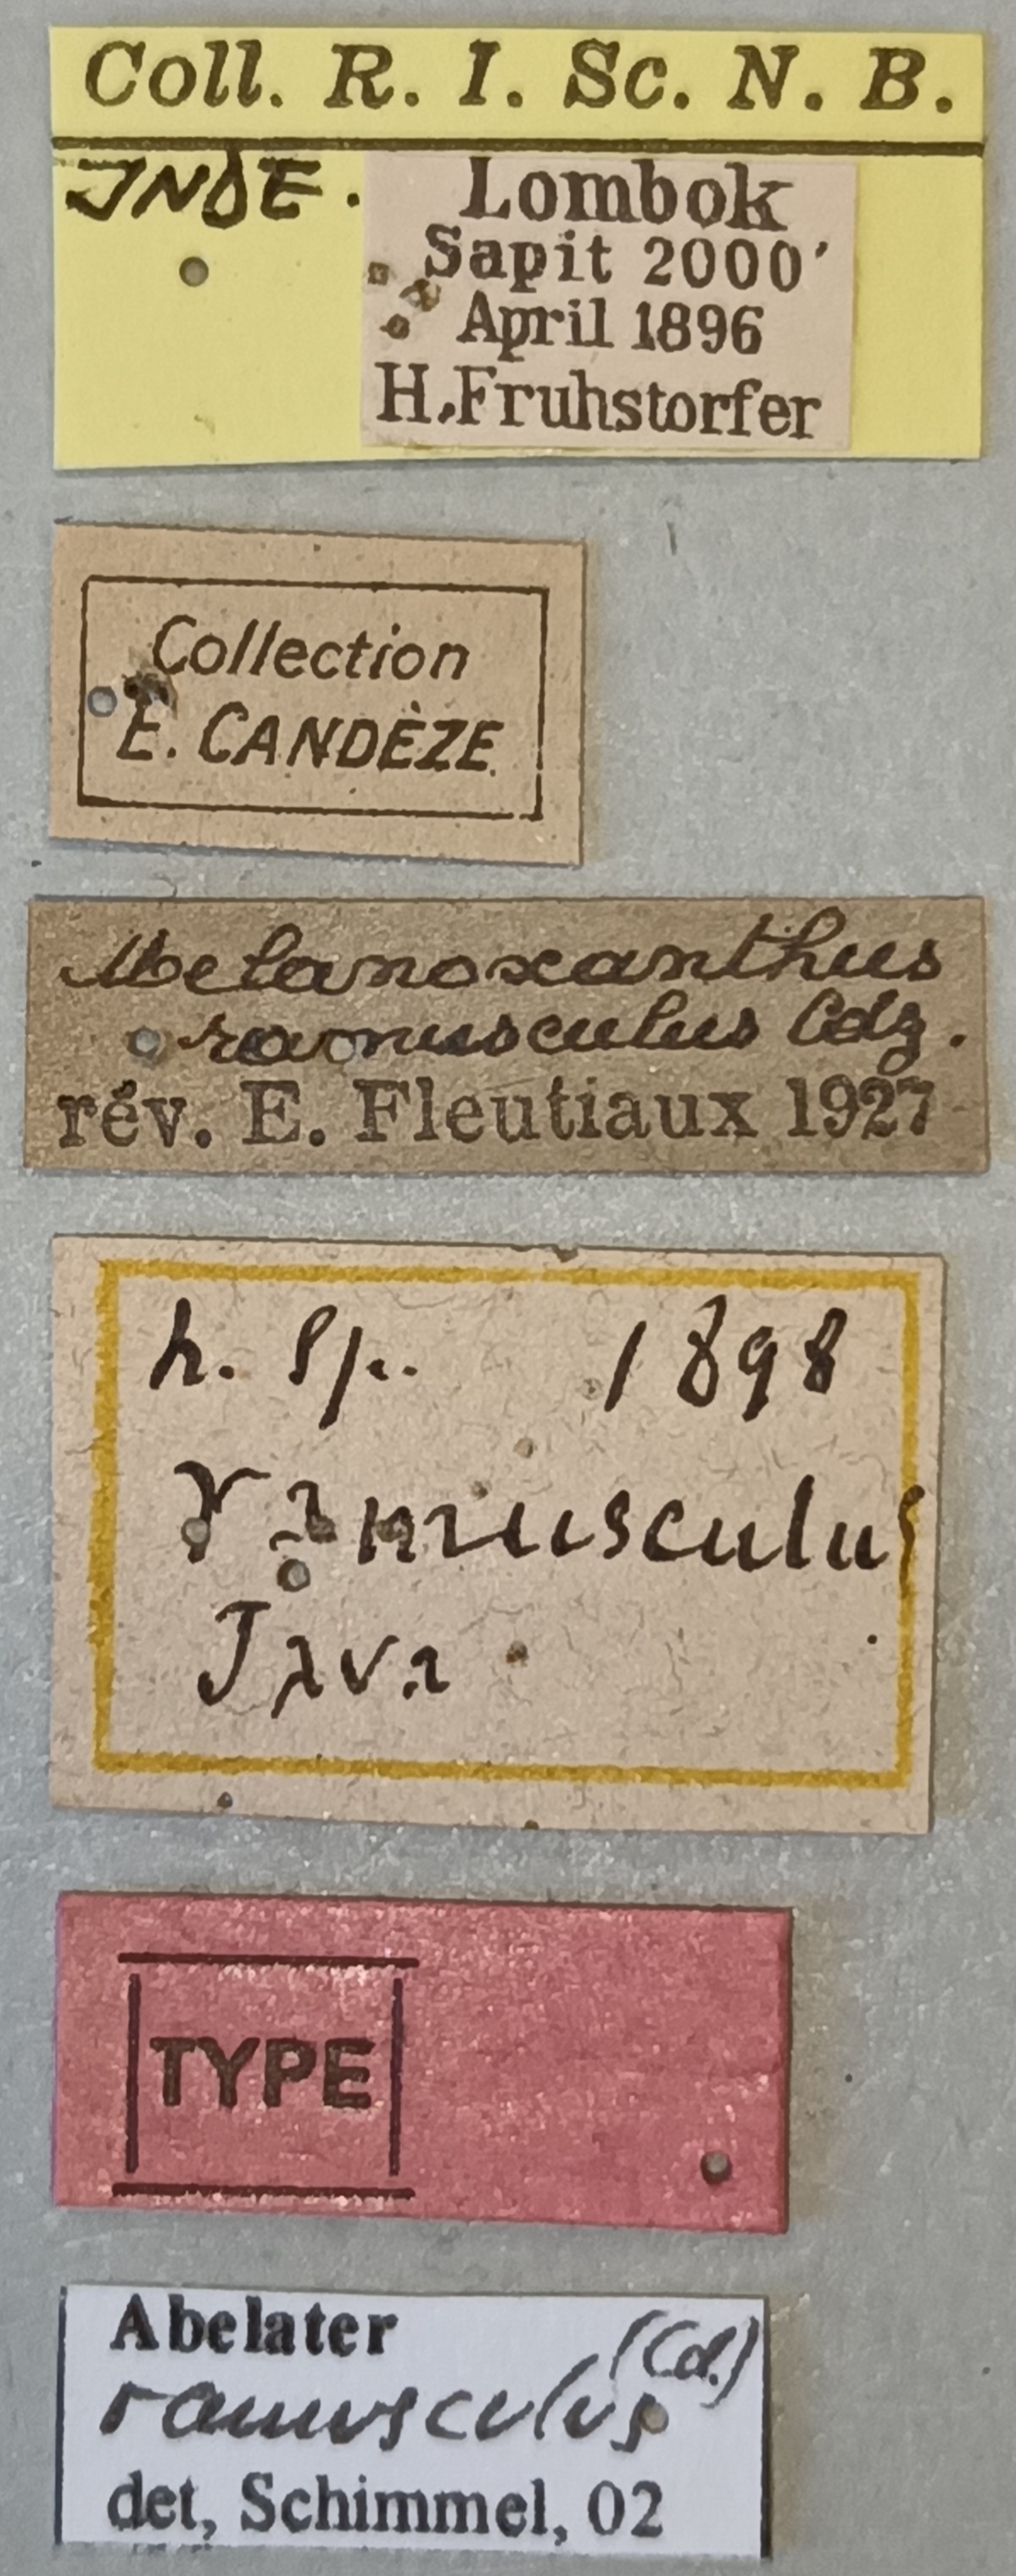 Coll. R. I. Sc. N. B.
INDE.
Lombok
Sapit 2000'
April 1896
H. Fruhstorfer
Collection
E. CANDÈZE
Melanoxanthus
ramusculus Cdz.
rév. E. Fleutiaux 1927
n. Sp. 1898
ramusculus
Java
TYPE
Abelater
ramusculus (Cd.)
det, Schimmel, 02